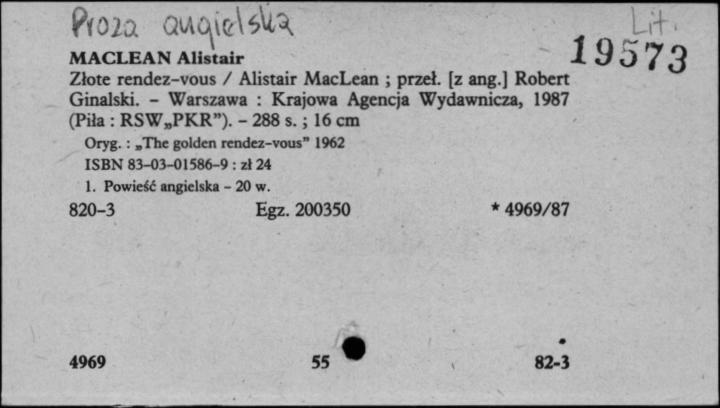 Proza angielska
Lit.
19573
MACLEAN Alistair
Złote rendez-vous / Alistair MacLean ; przeł. [z ang.] Robert
Ginalski. – Warszawa : Krajowa Agencja Wydawnicza, 1987
(Piła : RSW„PKR”). – 288 s. ; 16 cm
Oryg. : „The golden rendez-vous” 1962
ISBN 83-03-01586-9 : zł 24
1. Powieść angielska – 20 w.
820-3 Egz. 200350 * 4969/87
4969 55 82-3